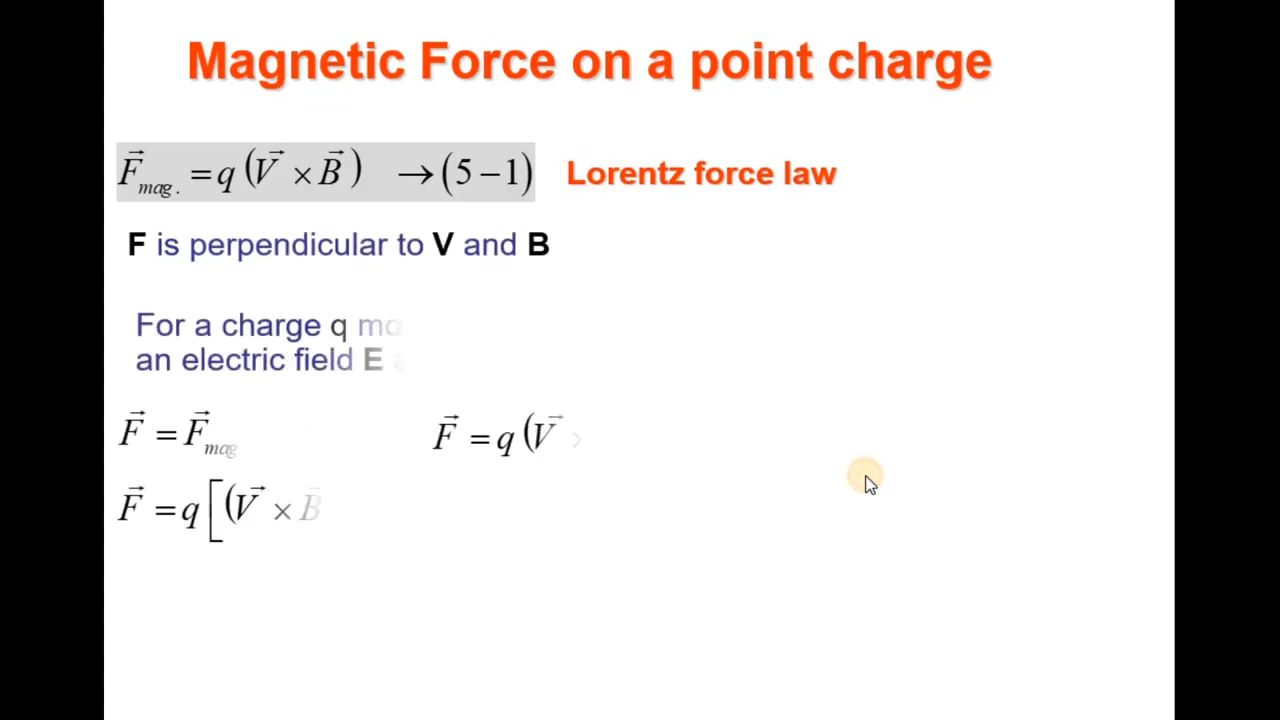 Magnetic Force on a point charge
F⃗mag. = q (V⃗ × B⃗) → (5 − 1) Lorentz force law
F is perpendicular to V and B
For a charge q
an electric field E
F⃗ = F⃗mag F⃗ = q (V⃗ ×
F⃗ = q [(V⃗ × B⃗